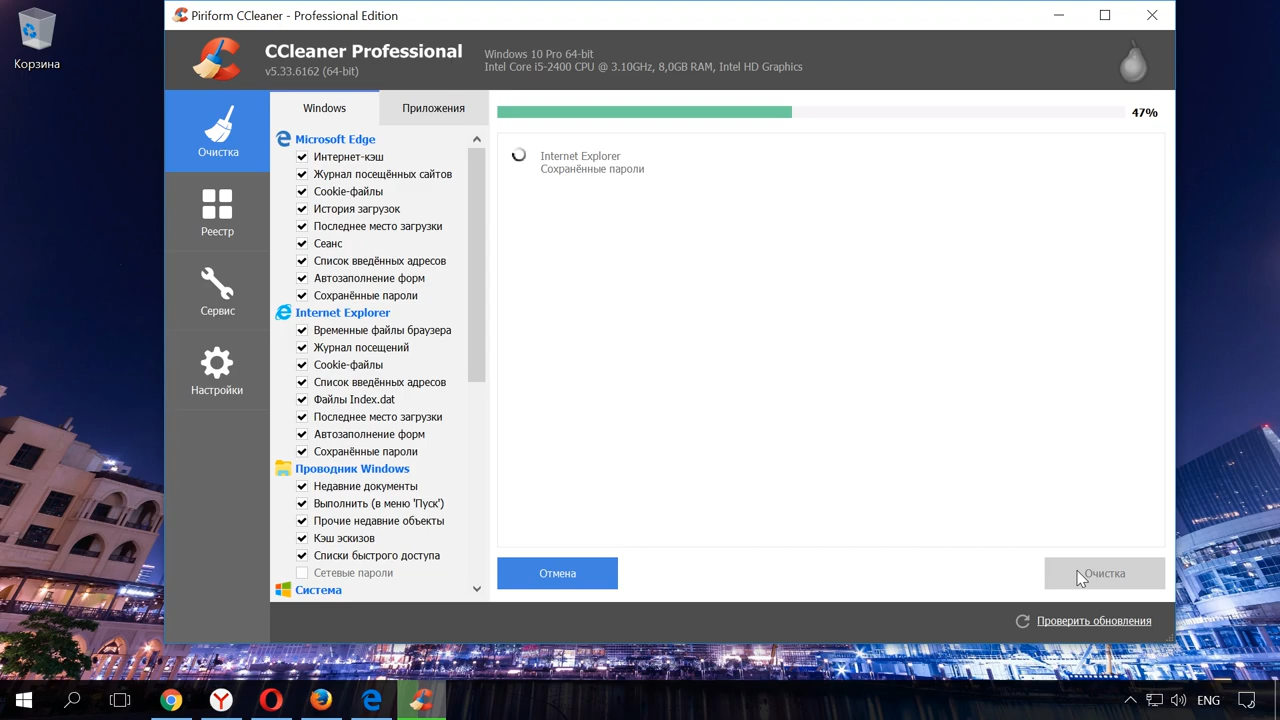 Корзина
Piriform CCleaner - Professional Edition
CCleaner Professional
v5.33.6162 (64-bit)
Windows 10 Pro 64-bit
Intel Core i5-2400 CPU @ 3.10GHz, 8,0GB RAM, Intel HD Graphics
Очистка
Реестр
Сервис
Настройки
Windows
Приложения
Microsoft Edge
Интернет-кэш
Журнал посещённых сайтов
Cookie-файлы
История загрузок
Последнее место загрузки
Сеанс
Список введённых адресов
Автозаполнение форм
Сохранённые пароли
Internet Explorer
Временные файлы браузера
Журнал посещений
Cookie-файлы
Список введённых адресов
Файлы Index.dat
Последнее место загрузки
Автозаполнение форм
Сохранённые пароли
Проводник Windows
Недавние документы
Выполнить (в меню 'Пуск')
Прочие недавние объекты
Кэш эскизов
Списки быстрого доступа
Сетевые пароли
Система
47%
Internet Explorer
Сохранённые пароли
Отмена
Очистка
Проверить обновления
ENG